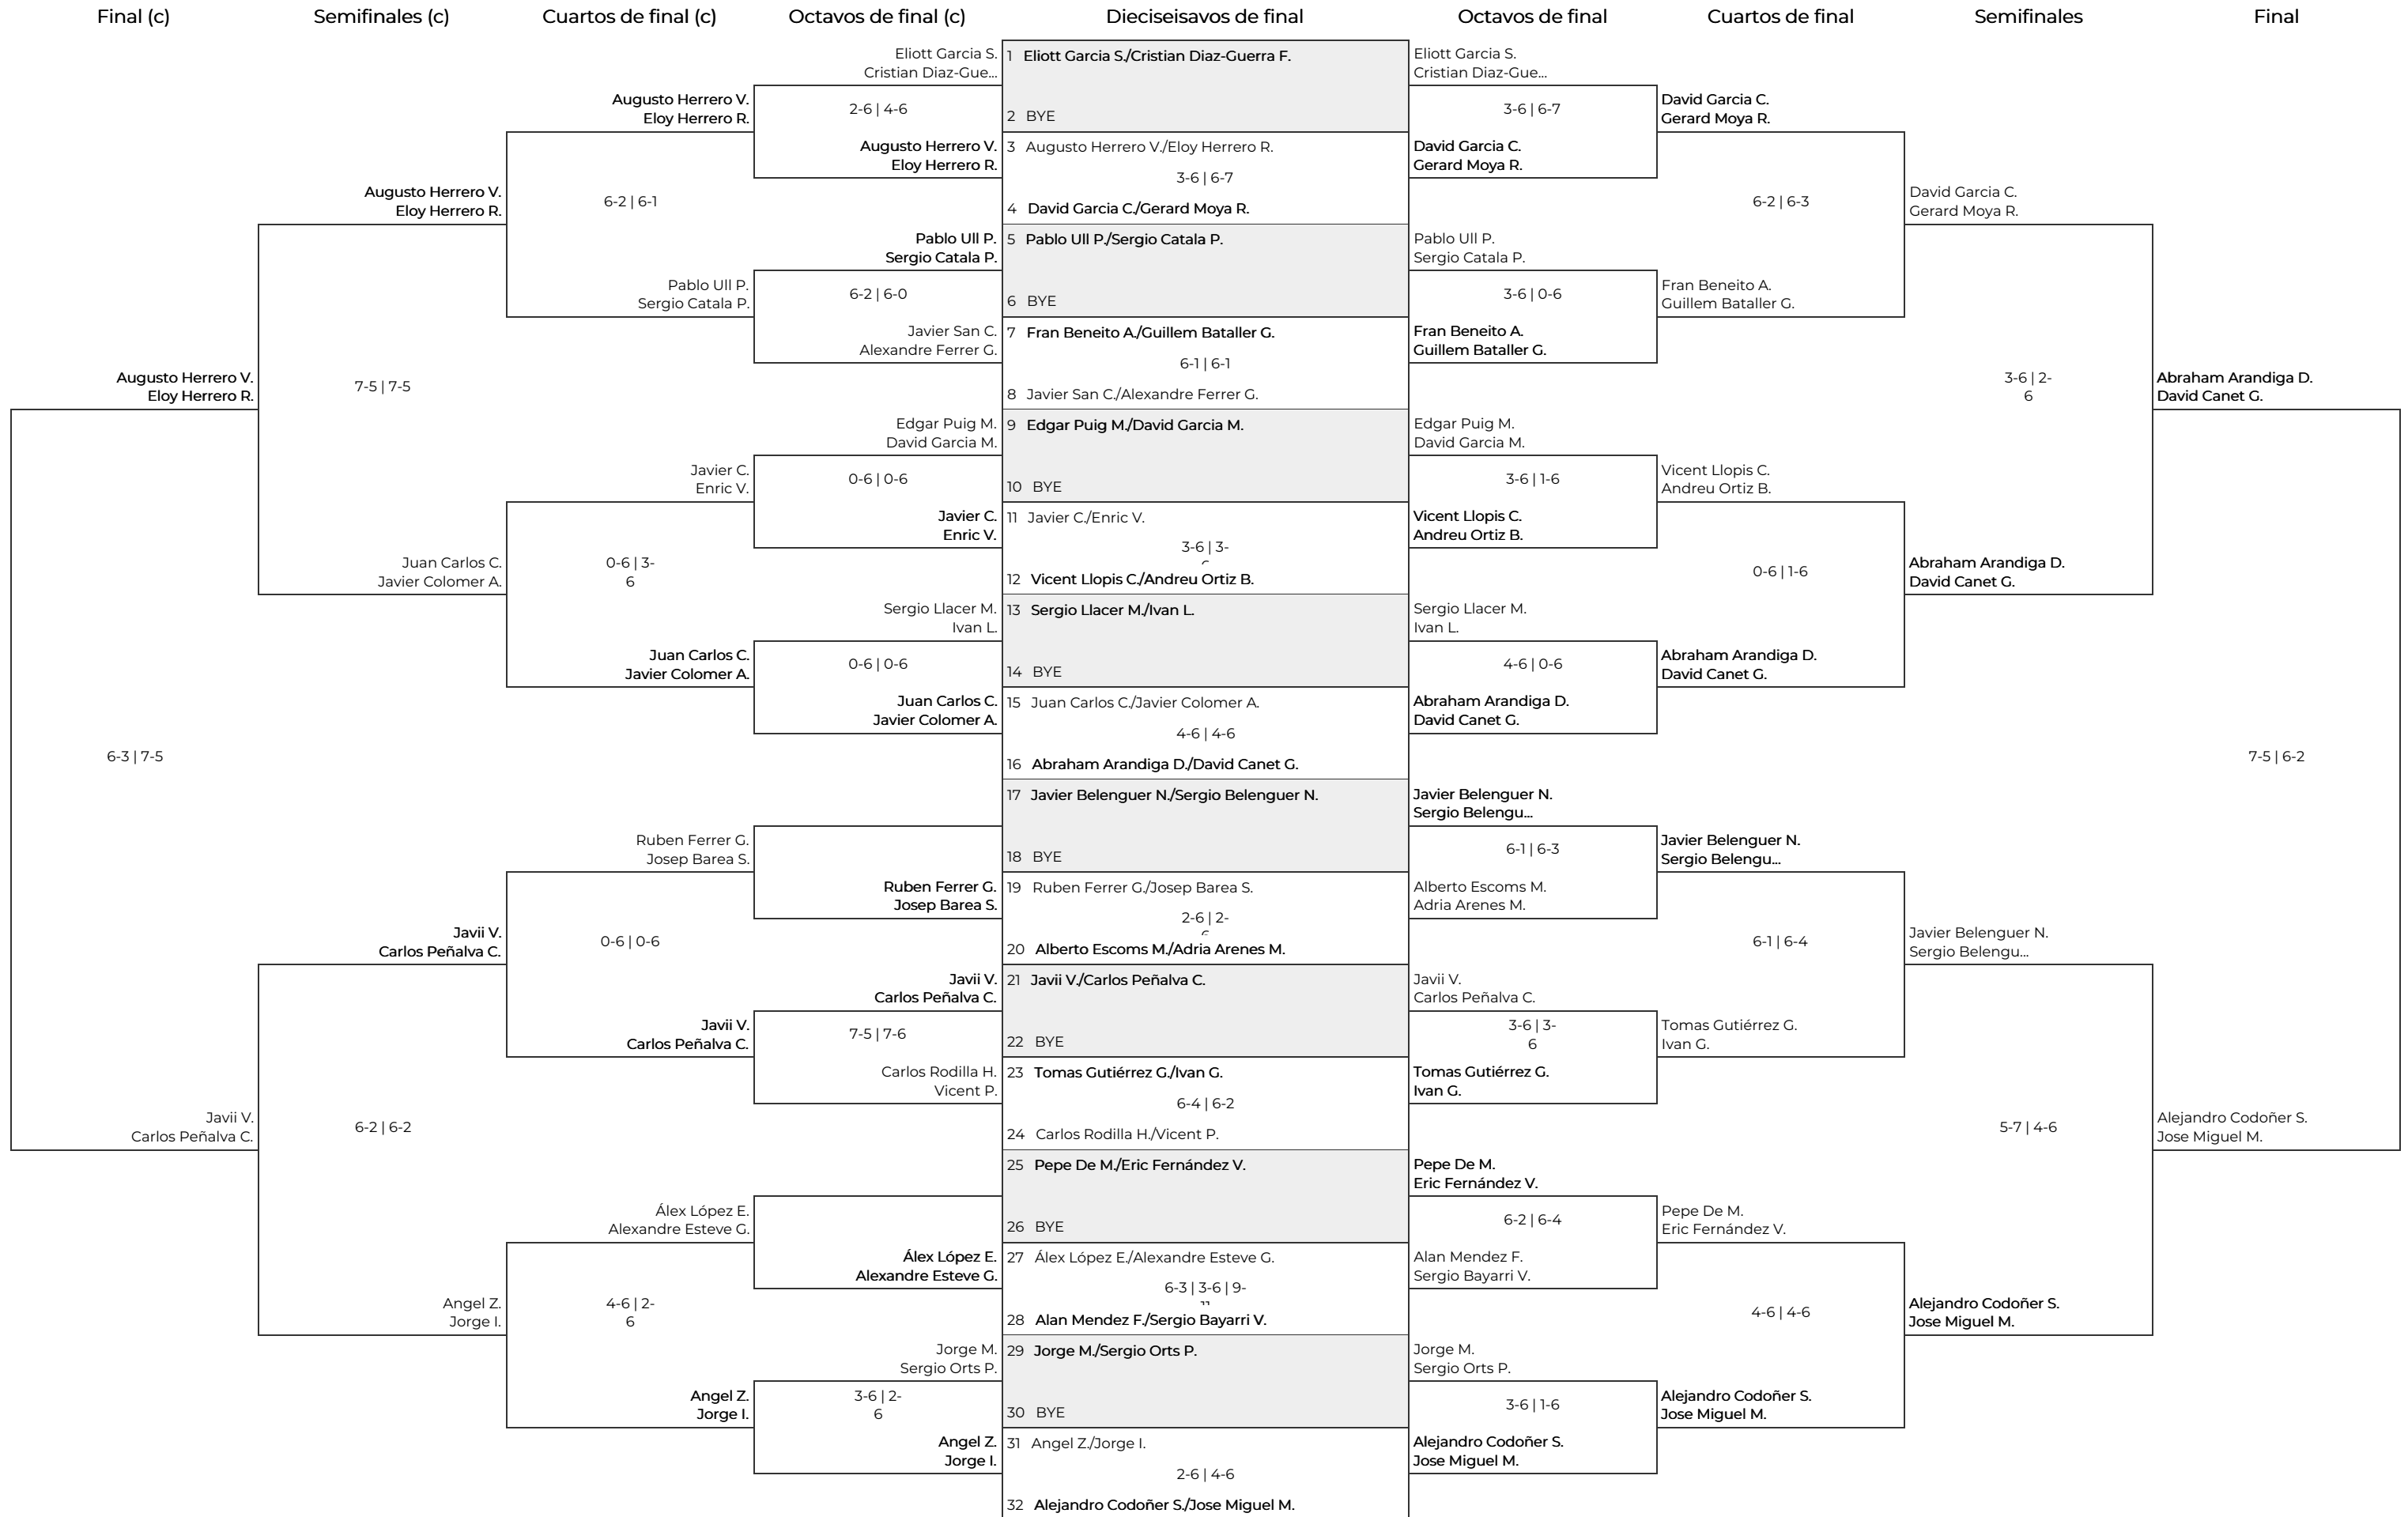 Final (c)
Semifinales (c)
Cuartos de final (c)
Octavos de final (c)
Dieciseisavos de final
Octavos de final
Cuartos de final
Semifinales
Final
Augusto Herrero V.
Eloy Herrero R.
6-3 | 7-5
Javii V.
Carlos Peñalva C.
Augusto Herrero V.
Eloy Herrero R.
7-5 | 7-5
Juan Carlos C.
Javier Colomer A.
Javii V.
Carlos Peñalva C.
6-2 | 6-2
Angel Z.
Jorge I.
Augusto Herrero V.
Eloy Herrero R.
6-2 | 6-1
Pablo Ull P.
Sergio Catala P.
Javier C.
Enric V.
0-6 | 3-
6
Juan Carlos C.
Javier Colomer A.
Ruben Ferrer G.
Josep Barea S.
0-6 | 0-6
Javii V.
Carlos Peñalva C.
Álex López E.
Alexandre Esteve G.
4-6 | 2-
6
Angel Z.
Jorge I.
Eliott Garcia S.
Cristian Diaz-Gue...
2-6 | 4-6
Augusto Herrero V.
Eloy Herrero R.
Pablo Ull P.
Sergio Catala P.
6-2 | 6-0
Javier San C.
Alexandre Ferrer G.
Edgar Puig M.
David Garcia M.
0-6 | 0-6
Javier C.
Enric V.
Sergio Llacer M.
Ivan L.
0-6 | 0-6
Juan Carlos C.
Javier Colomer A.
Ruben Ferrer G.
Josep Barea S.
Javii V.
Carlos Peñalva C.
7-5 | 7-6
Carlos Rodilla H.
Vicent P.
Álex López E.
Alexandre Esteve G.
Jorge M.
Sergio Orts P.
3-6 | 2-
6
Angel Z.
Jorge I.
1 Eliott Garcia S./Cristian Diaz-Guerra F.
2 BYE
3 Augusto Herrero V./Eloy Herrero R.
3-6 | 6-7
4 David Garcia C./Gerard Moya R.
5 Pablo Ull P./Sergio Catala P.
6 BYE
7 Fran Beneito A./Guillem Bataller G.
6-1 | 6-1
8 Javier San C./Alexandre Ferrer G.
9 Edgar Puig M./David Garcia M.
10 BYE
11 Javier C./Enric V.
3-6 | 3-
12 Vicent Llopis C./Andreu Ortiz B.
13 Sergio Llacer M./Ivan L.
14 BYE
15 Juan Carlos C./Javier Colomer A.
4-6 | 4-6
16 Abraham Arandiga D./David Canet G.
17 Javier Belenguer N./Sergio Belenguer N.
18 BYE
19 Ruben Ferrer G./Josep Barea S.
2-6 | 2-
20 Alberto Escoms M./Adria Arenes M.
21 Javii V./Carlos Peñalva C.
22 BYE
23 Tomas Gutiérrez G./Ivan G.
6-4 | 6-2
24 Carlos Rodilla H./Vicent P.
25 Pepe De M./Eric Fernández V.
26 BYE
27 Álex López E./Alexandre Esteve G.
6-3 | 3-6 | 9-
28 Alan Mendez F./Sergio Bayarri V.
29 Jorge M./Sergio Orts P.
30 BYE
31 Angel Z./Jorge I.
2-6 | 4-6
32 Alejandro Codoñer S./Jose Miguel M.
Eliott Garcia S.
Cristian Diaz-Gue...
3-6 | 6-7
David Garcia C.
Gerard Moya R.
Pablo Ull P.
Sergio Catala P.
3-6 | 0-6
Fran Beneito A.
Guillem Bataller G.
Edgar Puig M.
David Garcia M.
3-6 | 1-6
Vicent Llopis C.
Andreu Ortiz B.
Sergio Llacer M.
Ivan L.
4-6 | 0-6
Abraham Arandiga D.
David Canet G.
Javier Belenguer N.
Sergio Belengu...
6-1 | 6-3
Alberto Escoms M.
Adria Arenes M.
Javii V.
Carlos Peñalva C.
3-6 | 3-
6
Tomas Gutiérrez G.
Ivan G.
Pepe De M.
Eric Fernández V.
6-2 | 6-4
Alan Mendez F.
Sergio Bayarri V.
Jorge M.
Sergio Orts P.
3-6 | 1-6
Alejandro Codoñer S.
Jose Miguel M.
David Garcia C.
Gerard Moya R.
6-2 | 6-3
Fran Beneito A.
Guillem Bataller G.
Vicent Llopis C.
Andreu Ortiz B.
0-6 | 1-6
Abraham Arandiga D.
David Canet G.
Javier Belenguer N.
Sergio Belengu...
6-1 | 6-4
Tomas Gutiérrez G.
Ivan G.
Pepe De M.
Eric Fernández V.
4-6 | 4-6
Alejandro Codoñer S.
Jose Miguel M.
David Garcia C.
Gerard Moya R.
3-6 | 2-
6
Abraham Arandiga D.
David Canet G.
Javier Belenguer N.
Sergio Belengu...
5-7 | 4-6
Alejandro Codoñer S.
Jose Miguel M.
Abraham Arandiga D.
David Canet G.
7-5 | 6-2
Alejandro Codoñer S.
Jose Miguel M.